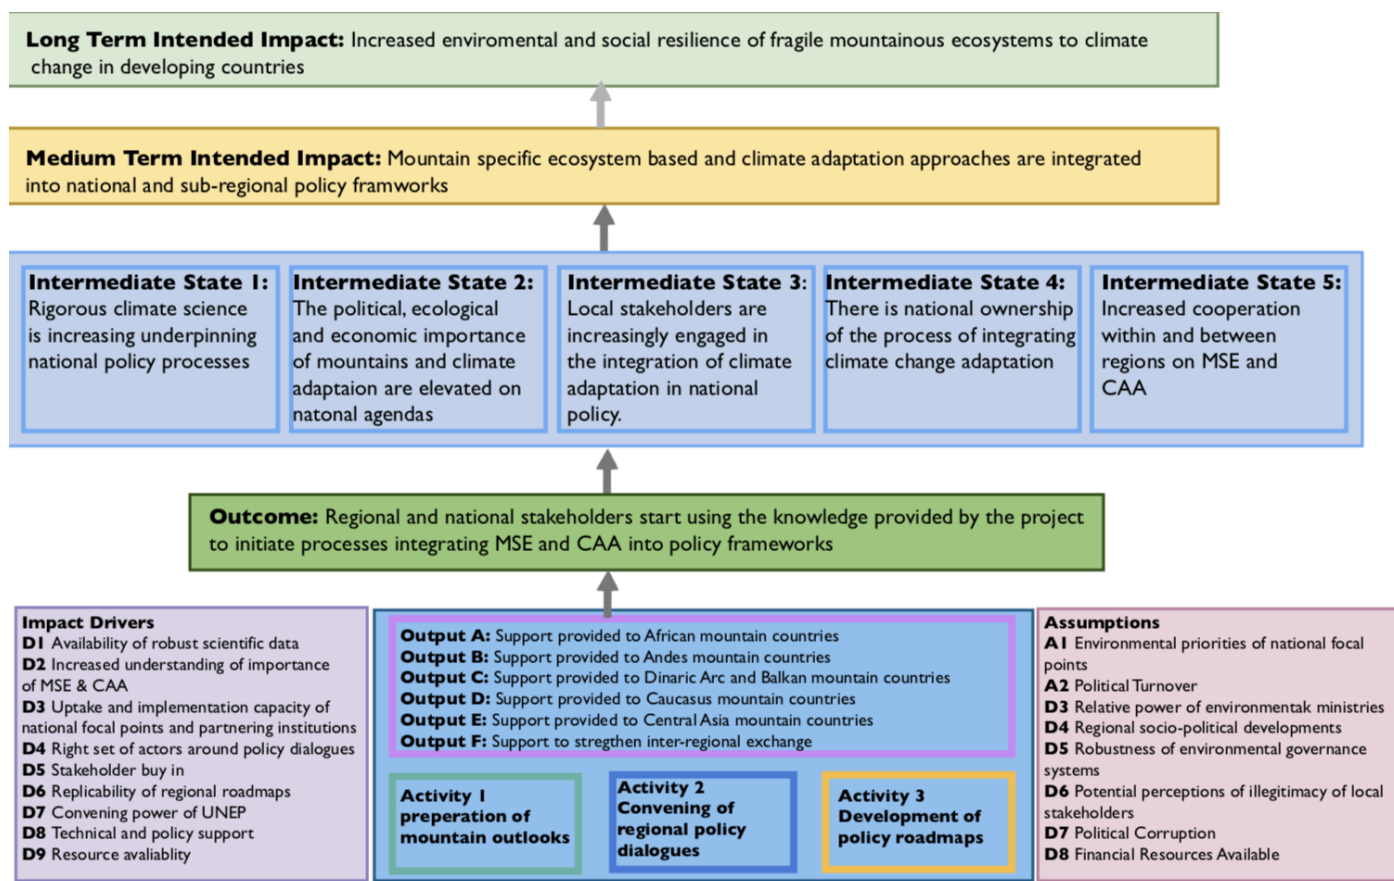 Long Term Intended Impact: Increased enviromental and social resilience of fragile mountainous ecosystems to climate
change in developing countries
Medium Term Intended Impact: Mountain specific ecosystem based and climate adaptation approaches are integrated
into national and sub-regional policy framworks
Intermediate State 1:
Rigorous climate science
is increasing underpinning
national policy processes
Intermediate State 2:
The political, ecological
and economic importance
of mountains and climate
adaptaion are elevated on
natonal agendas
Intermediate State 3:
Local stakeholders are
increasingly engaged in
the integration of climate
adaptation in national
policy.
Intermediate State 4:
There is national ownership
of the process of integrating
climate change adaptation
Intermediate State 5:
Increased cooperation
within and between
regions on MSE and
CAA
Outcome: Regional and national stakeholders start using the knowledge provided by the project
to initiate processes integrating MSE and CAA into policy frameworks
Impact Drivers
D1 Availability of robust scientific data
D2 Increased understanding of importance
of MSE & CAA
D3 Uptake and implementation capacity of
national focal points and partnering institutions
D4 Right set of actors around policy dialogues
D5 Stakeholder buy in
D6 Replicability of regional roadmaps
D7 Convening power of UNEP
D8 Technical and policy support
D9 Resource avaliablity
Output A: Support provided to African mountain countries
Output B: Support provided to Andes mountain countries
Output C: Support provided to Dinaric Arc and Balkan mountain countries
Output D: Support provided to Caucasus mountain countries
Output E: Support provided to Central Asia mountain countries
Output F: Support to stregthen inter-regional exchange
Activity 1
preperation of
mountain outlooks
Activity 2
Convening of
regional policy
dialogues
Activity 3
Development of
policy roadmaps
Assumptions
A1 Environmental priorities of national focal
points
A2 Political Turnover
D3 Relative power of environmentak ministries
D4 Regional socio-political developments
D5 Robustness of environmental governance
systems
D6 Potential perceptions of illegitimacy of local
stakeholders
D7 Political Corruption
D8 Financial Resources Available